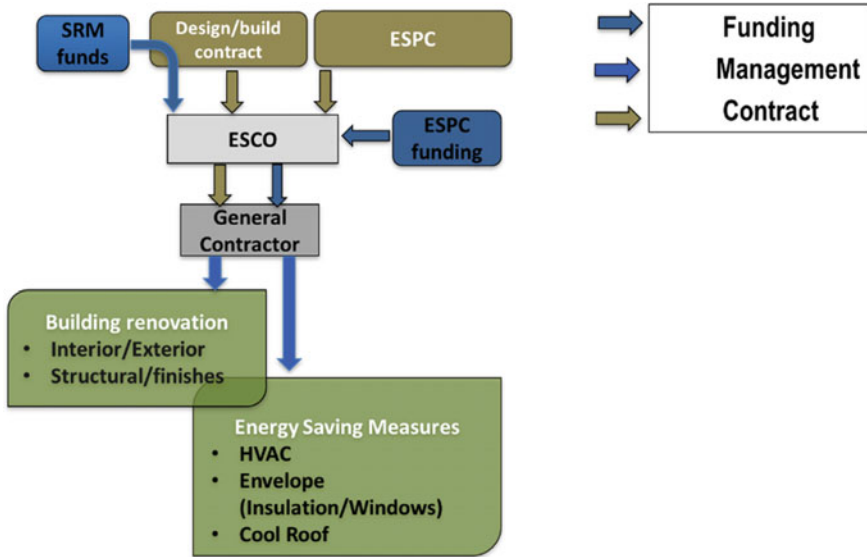 SRM
funds
Design/build
contract
ESPC
ESCO
ESPC
funding
General
Contractor
Building renovation
• Interior/Exterior
• Structural/finishes
Energy Saving Measures
• HVAC
• Envelope
(Insulation/Windows)
• Cool Roof
Funding
Management
Contract